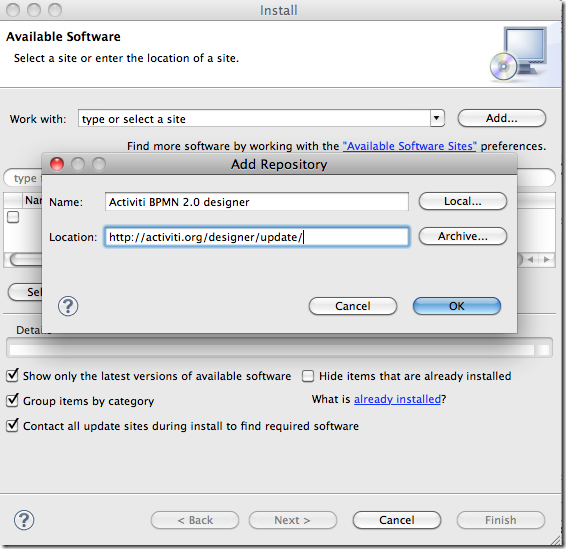 Install
Available Software
Select a site or enter the location of a site.
Work with: type or select a site Add...
Find more software by working with the "Available Software Sites" preferences.
Add Repository
type
Na
Name: Activiti BPMN 2.0 designer Local...
Location: http://activiti.org/designer/update/ Archive...
Sel
? Cancel OK
Details
Show only the latest versions of available software Hide items that are already installed
Group items by category What is already installed?
Contact all update sites during install to find required software
? < Back Next > Cancel Finish